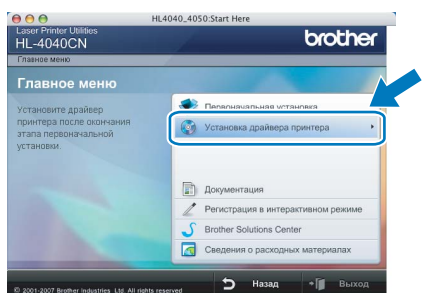 HL4040_4050:Start Here
Laser Printer Utilities
HL-4040CN
brother
Главное меню
Главное меню
Установите драйвер
принтера после окончания
этапа первоначальной
установки.
Первоначальная установка
Установка драйвера принтера
Документация
Регистрация в интерактивном режиме
Brother Solutions Center
Сведения о расходных материалах
© 2001-2007 Brother Industries, Ltd. All rights reserved
Назад
Выход